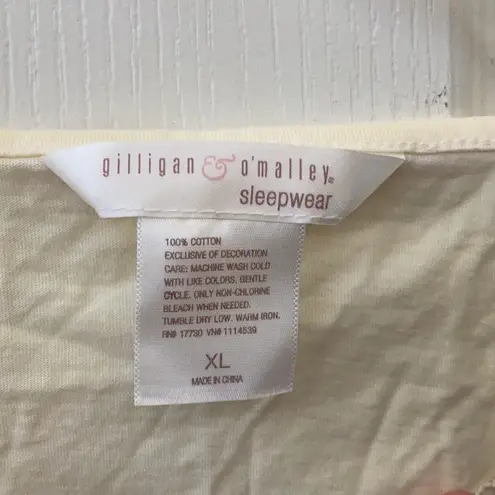 gilligan & o'malley®
sleepwear
100% COTTON
EXCLUSIVE OF DECORATION
CARE: MACHINE WASH COLD
WITH LIKE COLORS, GENTLE
CYCLE. ONLY NON-CHLORINE
BLEACH WHEN NEEDED.
TUMBLE DRY LOW. WARM IRON.
RN# 17730 VN# 1114539
XL
MADE IN CHINA